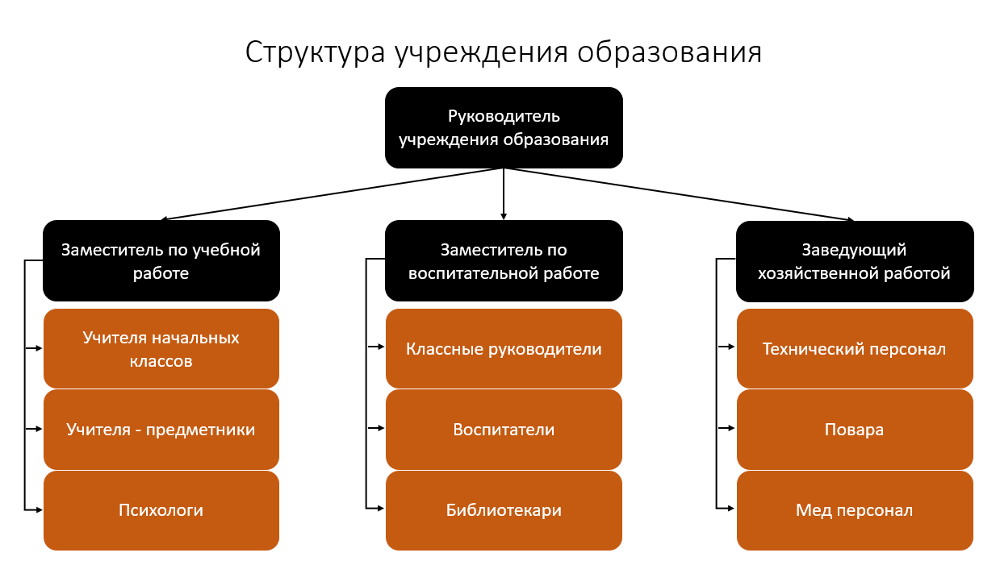 Структура учреждения образования
Руководитель
учреждения образования
Заместитель по учебной
работе
Заместитель по
воспитательной работе
Заведующий
хозяйственной работой
Учителя начальных
классов
Классные руководители
Технический персонал
Учителя - предметники
Воспитатели
Повара
Психологи
Библиотекари
Мед персонал